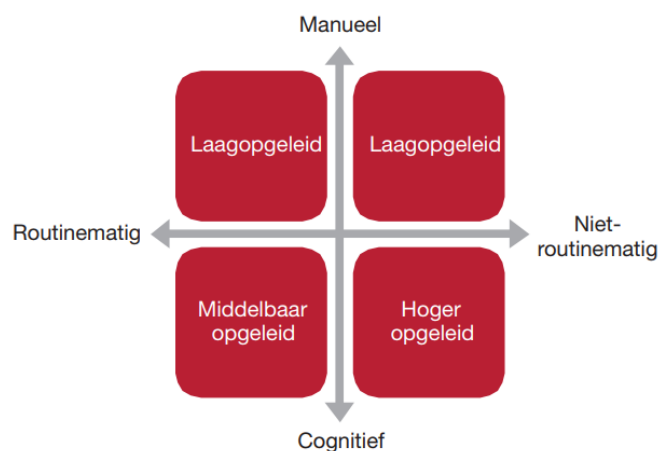 Manueel
Laagopgeleid
Laagopgeleid
Routinematig
Niet-
routinematig
Middelbaar
opgeleid
Hoger
opgeleid
Cognitief